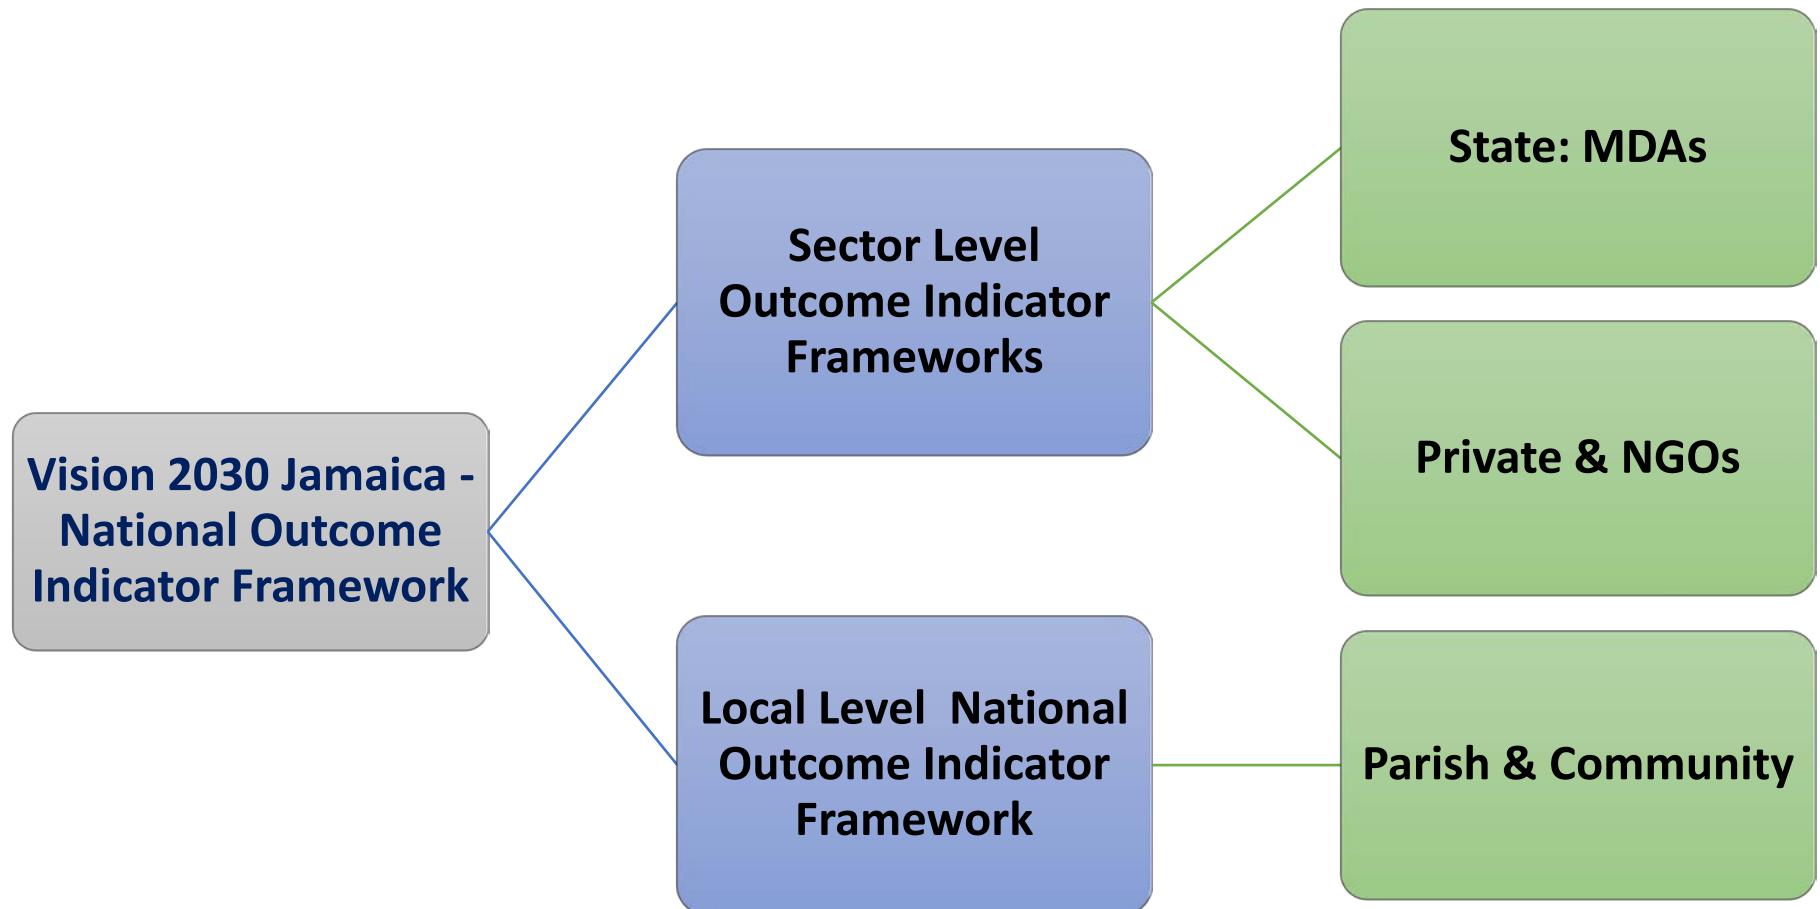 Vision 2030 Jamaica -
National Outcome
Indicator Framework
Sector Level
Outcome Indicator
Frameworks
Local Level  National
Outcome Indicator
Framework
State: MDAs
Private & NGOs
Parish & Community